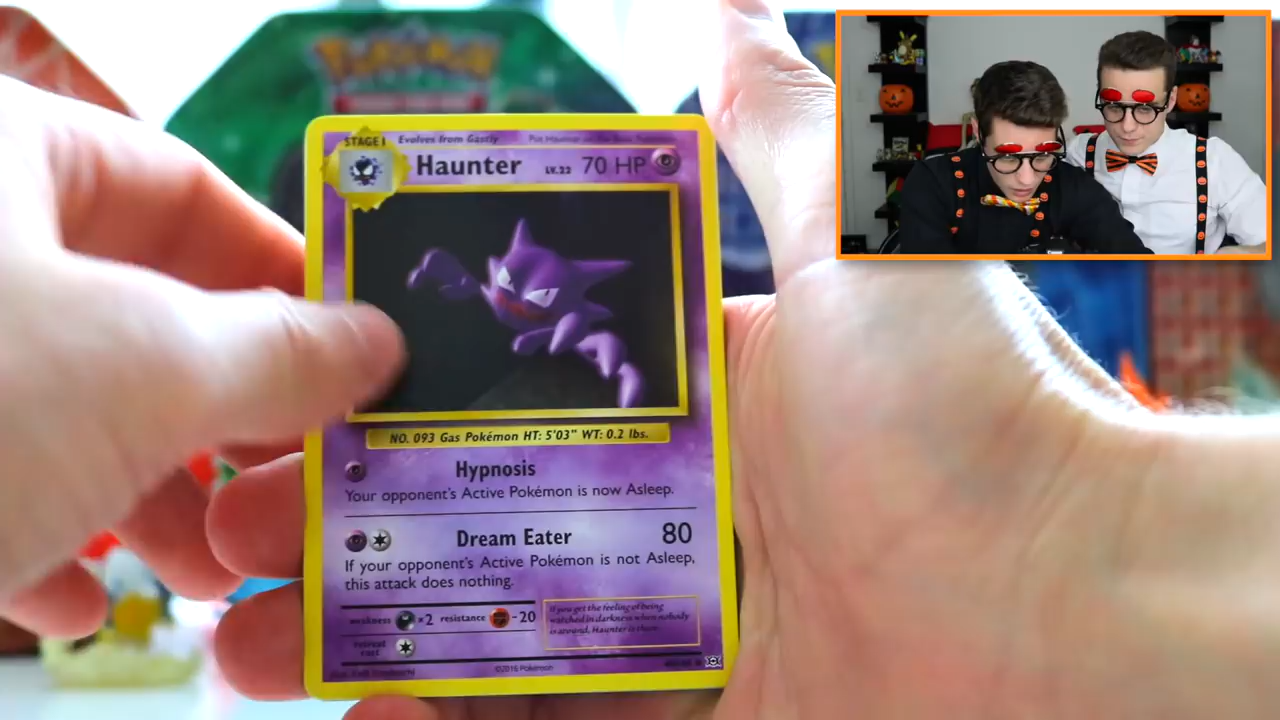 Pokémon
STAGE 1 Evolves from Gastly
Haunter LV.22 70 HP
NO. 093 Gas Pokémon HT: 5'03" WT: 0.2 lbs.
Hypnosis
Your opponent's Active Pokémon is now Asleep.
Dream Eater 80
If your opponent's Active Pokémon is not Asleep,
this attack does nothing.
weakness ×2 resistance -20
retreat
cost
If you get the feeling of being
watched in darkness when nobody
is around, Haunter is there.
©2016 Pokémon